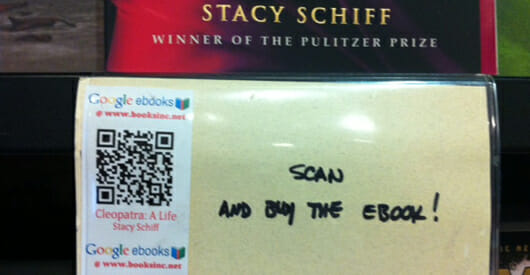 STACY SCHIFF
WINNER OF THE PULITZER PRIZE
Google ebooks
@ www.booksinc.net
Cleopatra: A Life
Stacy Schiff
Google ebooks
@ www.booksinc.net
SCAN
AND BUY THE EBOOK!